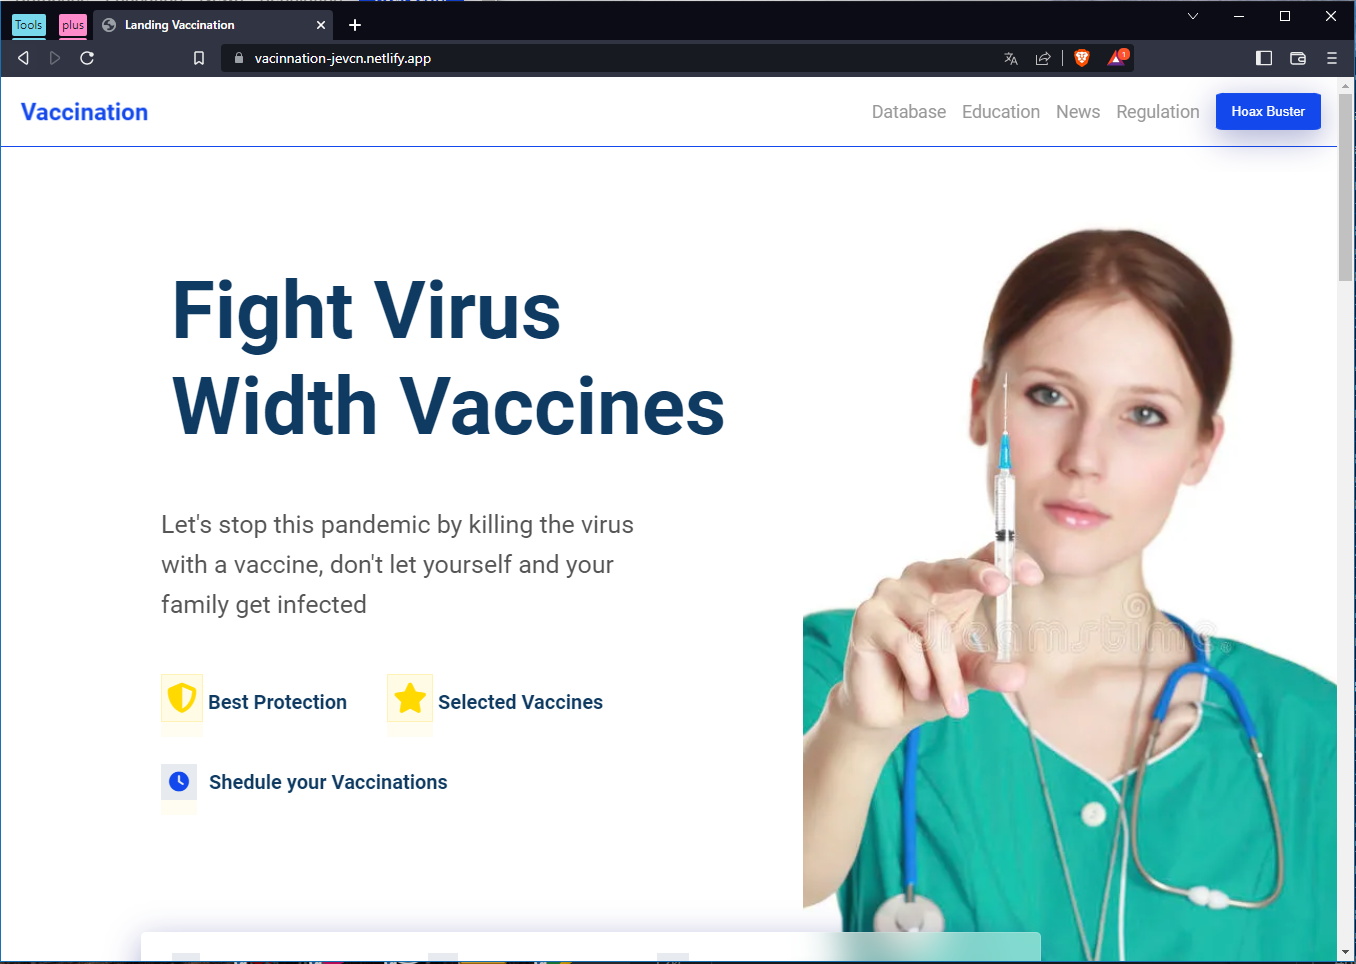 Tools
plus
Landing Vaccination
vacinnation-jevcn.netlify.app
1
Vaccination
Database Education News Regulation Hoax Buster
Fight Virus
Width Vaccines
Let's stop this pandemic by killing the virus
with a vaccine, don't let yourself and your
family get infected
dreamstime
Best Protection Selected Vaccines
Shedule your Vaccinations